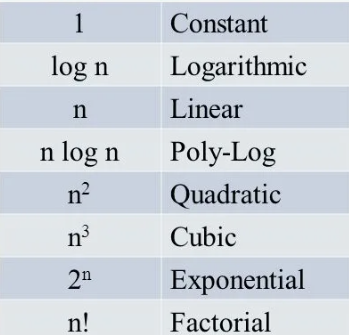 1 Constant
log n Logarithmic
n Linear
n log n Poly-Log
n² Quadratic
n³ Cubic
2ⁿ Exponential
n! Factorial